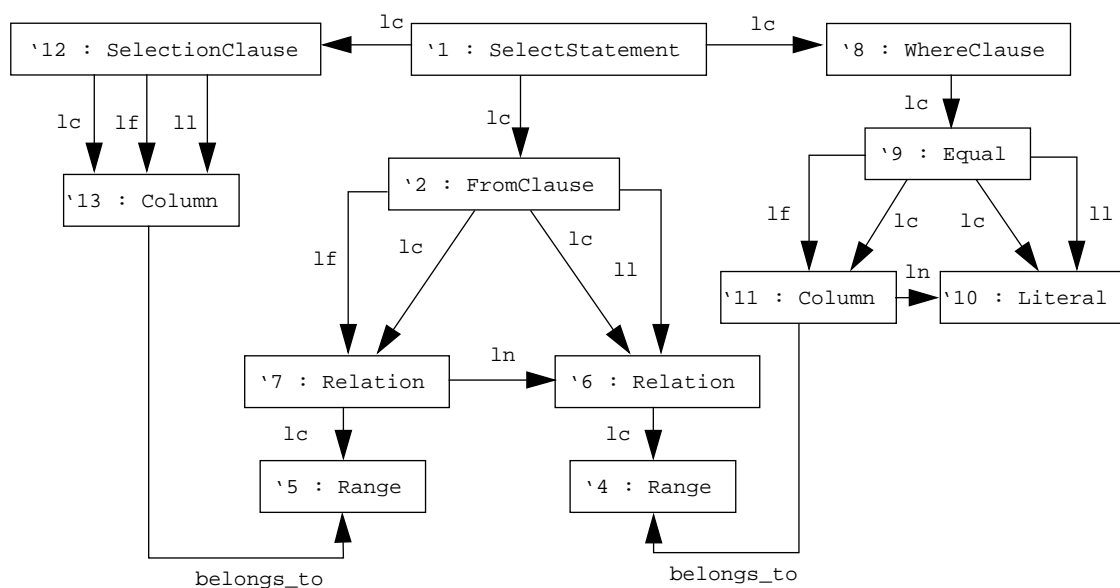 lc
lc
‘12 : SelectionClause
‘1 : SelectStatement
‘8 : WhereClause
lc
lf
ll
lc
lc
‘9 : Equal
‘2 : FromClause
‘13 : Column
lf
lc
lc
ll
lf
lc
lc
ll
ln
‘11 : Column
‘10 : Literal
ln
‘7 : Relation
‘6 : Relation
lc
lc
‘5 : Range
‘4 : Range
belongs_to
belongs_to